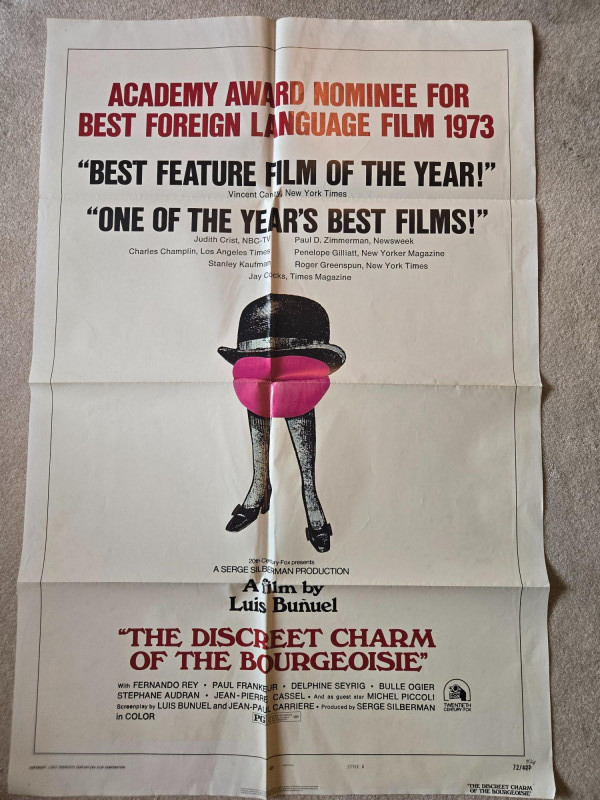 ACADEMY AWARD NOMINEE FOR
BEST FOREIGN LANGUAGE FILM 1973
“BEST FEATURE FILM OF THE YEAR!”
Vincent Canby, New York Times
“ONE OF THE YEAR’S BEST FILMS!”
Judith Crist, NBC-TV Paul D. Zimmerman, Newsweek
Charles Champlin, Los Angeles Times Penelope Gilliatt, New Yorker Magazine
Stanley Kaufman Roger Greenspun, New York Times
Jay Cocks, Times Magazine
20th Century-Fox presents
A SERGE SILBERMAN PRODUCTION
A film by
Luis Buñuel
“THE DISCREET CHARM
OF THE BOURGEOISIE”
With FERNANDO REY • PAUL FRANKEUR • DELPHINE SEYRIG • BULLE OGIER
STEPHANE AUDRAN • JEAN-PIERRE CASSEL • And as guest star MICHEL PICCOLI
Screenplay by LUIS BUNUEL and JEAN-PAUL CARRIERE • Produced by SERGE SILBERMAN
in COLOR
PG
TWENTIETH
CENTURY-FOX
STYLE
72/407
"THE DISCREET CHARM
OF THE BOURGEOISIE"